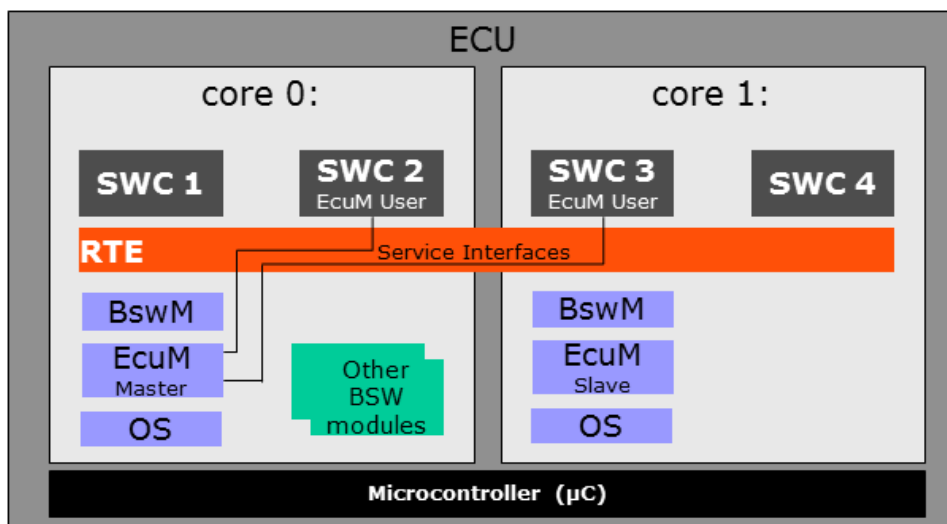 ECU
core 0:
core 1:
SWC 1
SWC 2
EcuM User
SWC 3
EcuM User
SWC 4
RTE
Service Interfaces
BswM
EcuM
Master
OS
Other
BSW
modules
BswM
EcuM
Slave
OS
Microcontroller (µC)